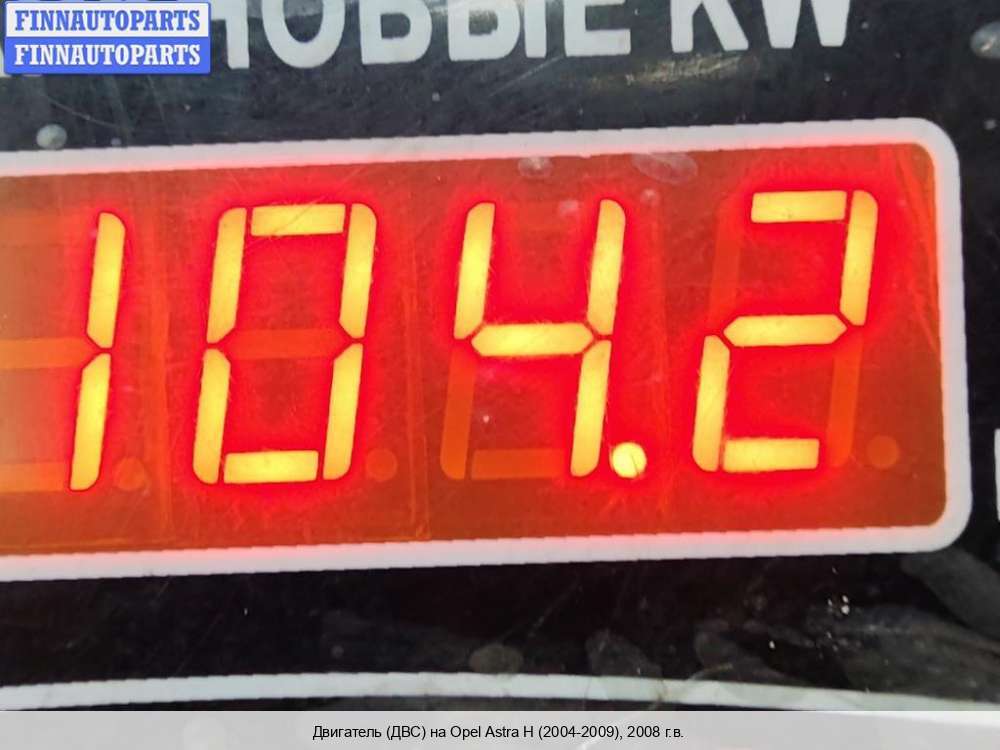 FINNAUTOPARTS
FINNAUTOPARTS
НОВЫЕ KW
104.2
Двигатель (ДВС) на Opel Astra H (2004-2009), 2008 г.в.